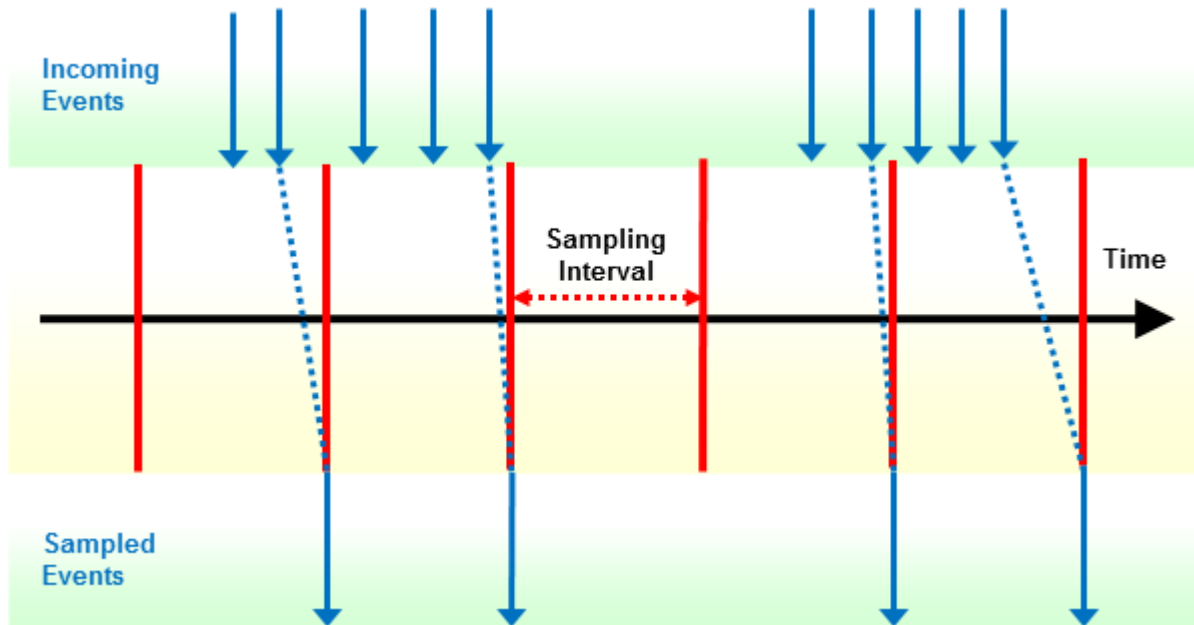 Incoming
Events
Sampling
Interval
Time
Sampled
Events